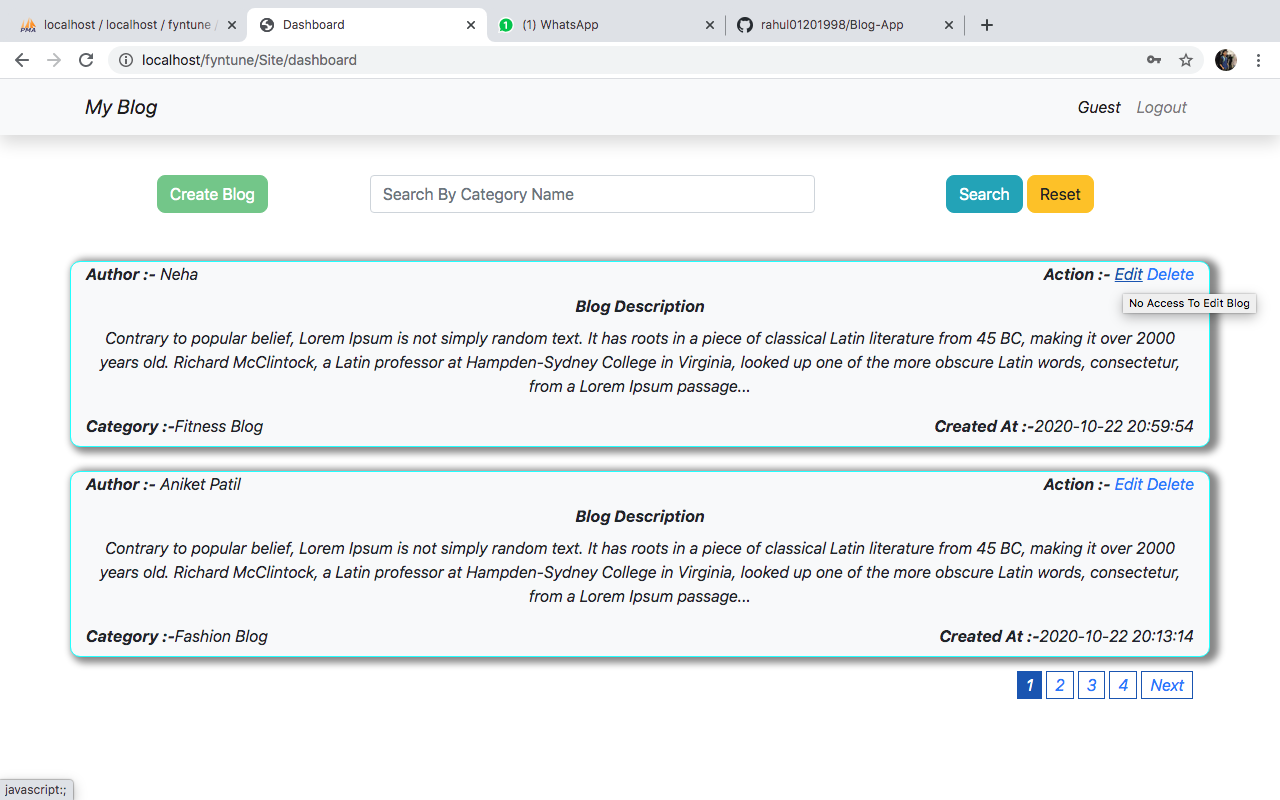 localhost / localhost / fyntune /
Dashboard
1
(1) WhatsApp
rahul01201998/Blog-App
localhost/fyntune/Site/dashboard
My Blog
Guest Logout
Create Blog
Search By Category Name
Search
Reset
Author :- Neha
Action :- Edit Delete
No Access To Edit Blog
Blog Description
Contrary to popular belief, Lorem Ipsum is not simply random text. It has roots in a piece of classical Latin literature from 45 BC, making it over 2000
years old. Richard McClintock, a Latin professor at Hampden-Sydney College in Virginia, looked up one of the more obscure Latin words, consectetur,
from a Lorem Ipsum passage...
Category :-Fitness Blog
Created At :-2020-10-22 20:59:54
Author :- Aniket Patil
Action :- Edit Delete
Blog Description
Contrary to popular belief, Lorem Ipsum is not simply random text. It has roots in a piece of classical Latin literature from 45 BC, making it over 2000
years old. Richard McClintock, a Latin professor at Hampden-Sydney College in Virginia, looked up one of the more obscure Latin words, consectetur,
from a Lorem Ipsum passage...
Category :-Fashion Blog
Created At :-2020-10-22 20:13:14
1 2 3 4 Next
javascript:;